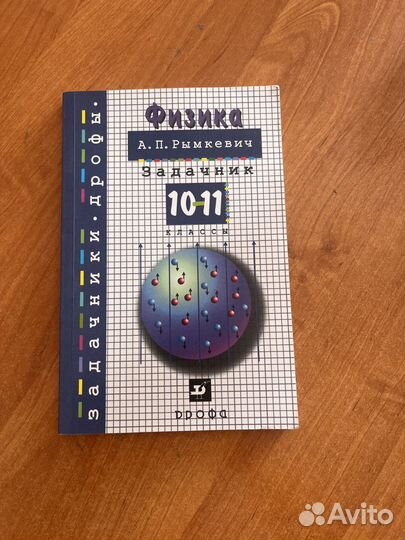 Физика
А.П.Рымкевич
Задачник
10-11
классы
дрофа
задачники·дрофы·
Avito